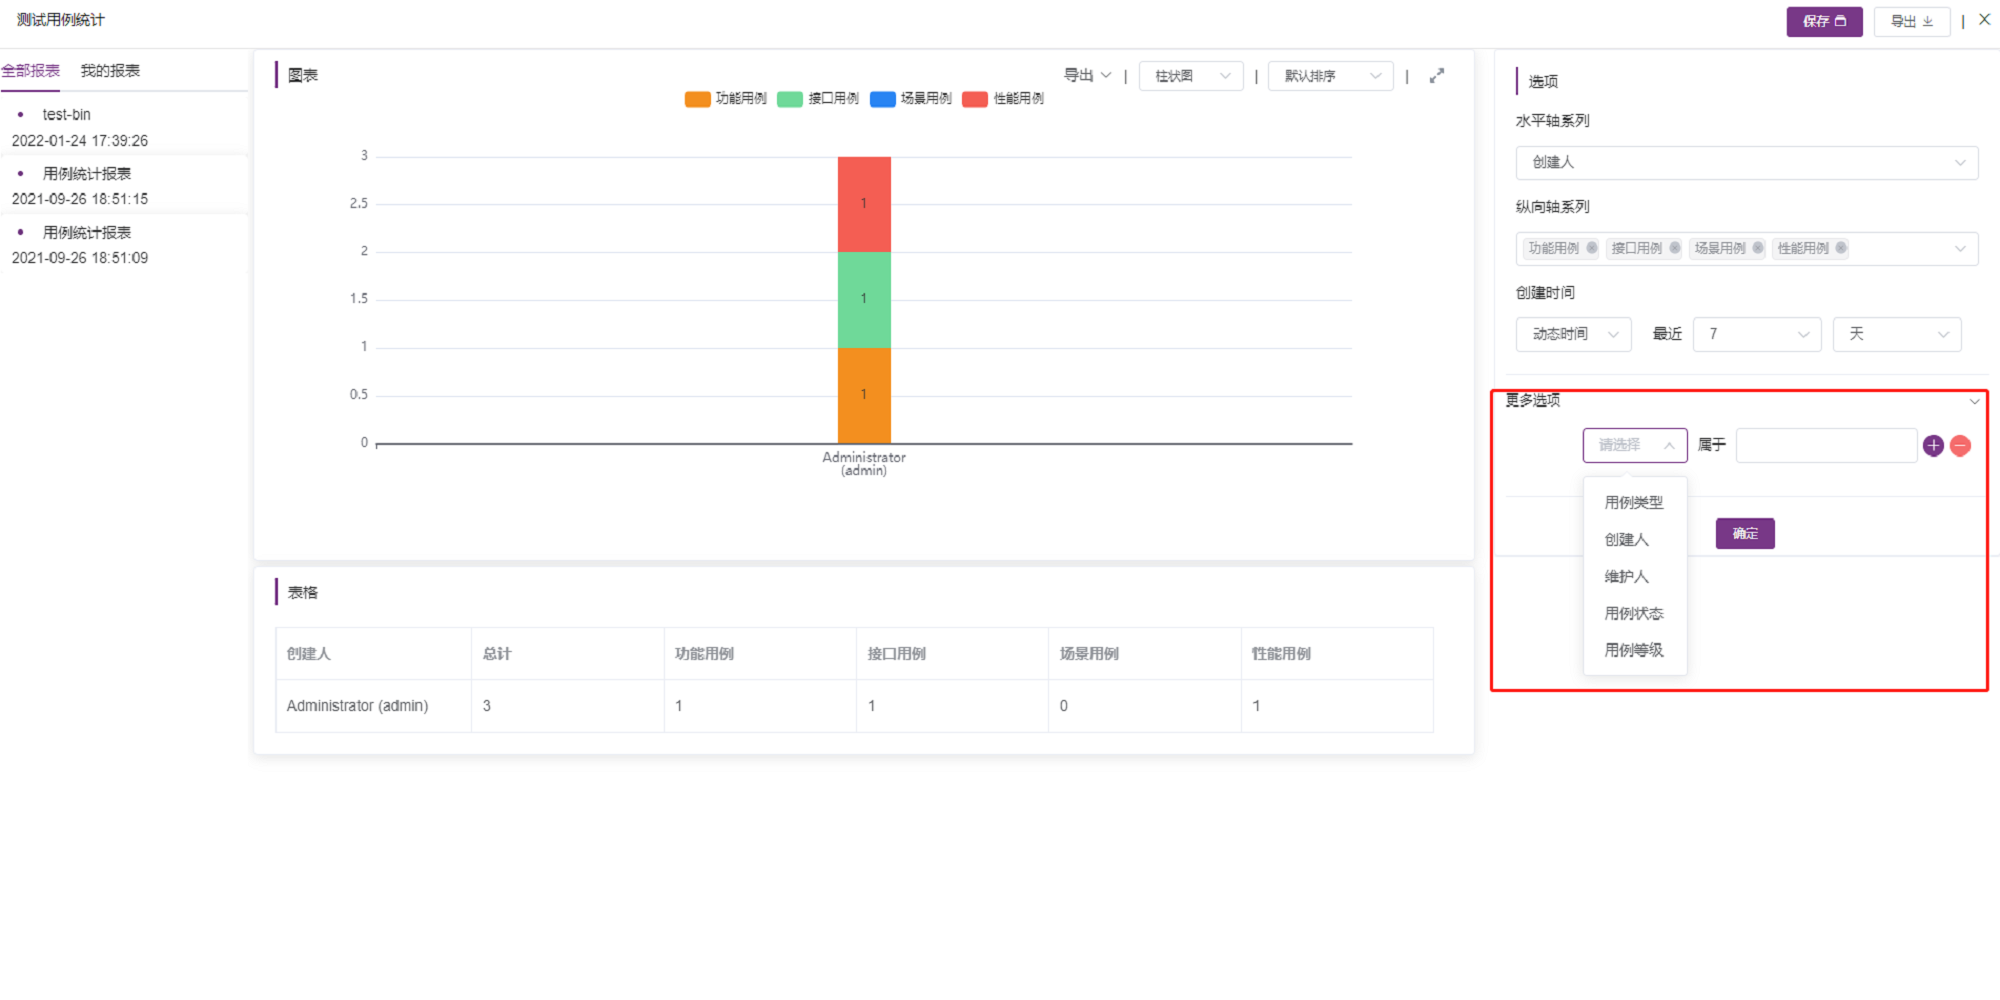 测试用例统计
保存
导出
|
全部报表 我的报表
test-bin
2022-01-24 17:39:26
用例统计报表
2021-09-26 18:51:15
用例统计报表
2021-09-26 18:51:09
图表
导出 | 柱状图 | 默认排序 |
功能用例 接口用例 场景用例 性能用例
3
2.5
2
1.5
1
0.5
0
1
1
1
Administrator
(admin)
表格
创建人 总计 功能用例 接口用例 场景用例 性能用例
Administrator (admin) 3 1 1 0 1
选项
水平轴系列
创建人
纵向轴系列
功能用例 接口用例 场景用例 性能用例
创建时间
动态时间 最近 7 天
更多选项
请选择 属于
用例类型
创建人
维护人
用例状态
用例等级
确定